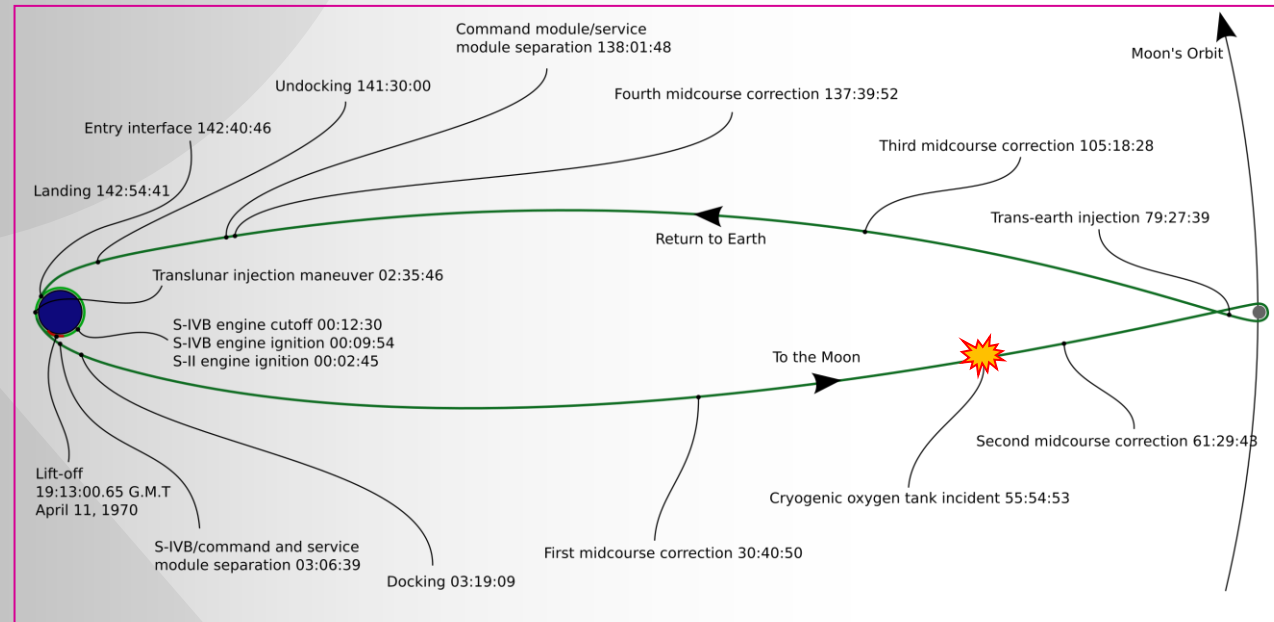 Command module/service
module separation 138:01:48
Moon's Orbit
Undocking 141:30:00
Fourth midcourse correction 137:39:52
Entry interface 142:40:46
Third midcourse correction 105:18:28
Landing 142:54:41
Trans-earth injection 79:27:39
Return to Earth
Translunar injection maneuver 02:35:46
S-IVB engine cutoff 00:12:30
S-IVB engine ignition 00:09:54
S-II engine ignition 00:02:45
To the Moon
Second midcourse correction 61:29:43
Lift-off
19:13:00.65 G.M.T
April 11, 1970
Cryogenic oxygen tank incident 55:54:53
S-IVB/command and service
module separation 03:06:39
First midcourse correction 30:40:50
Docking 03:19:09